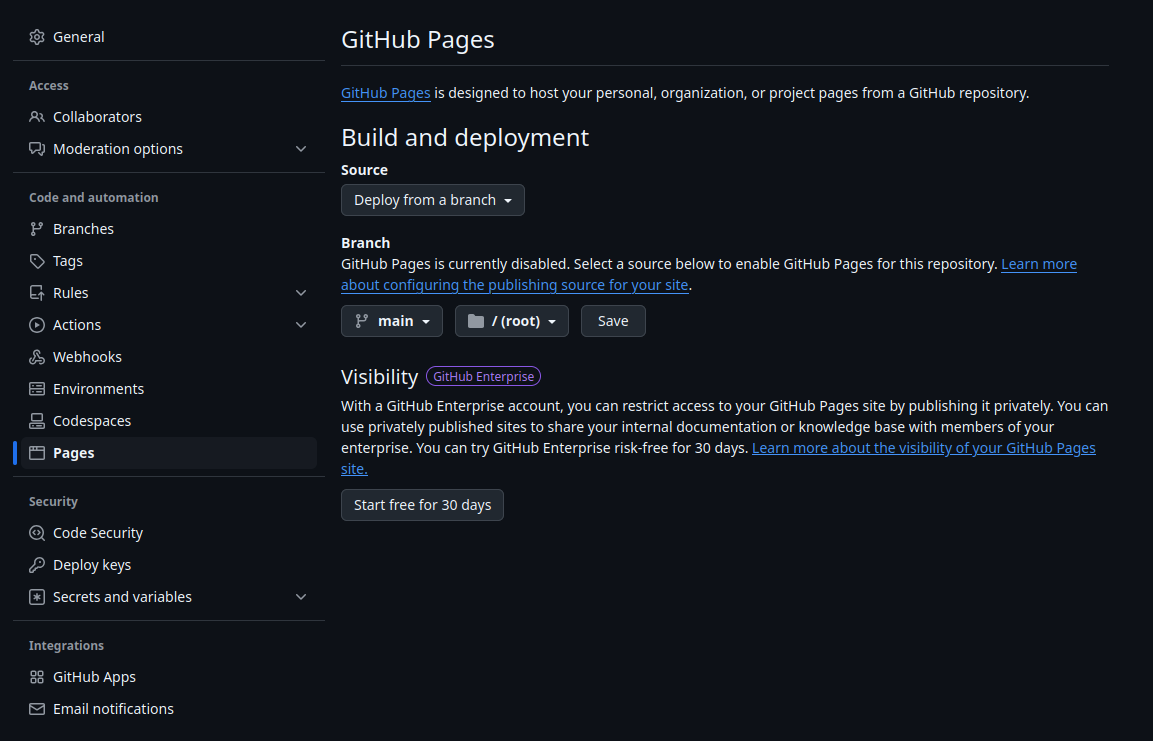 General
Access
Collaborators
Moderation options
Code and automation
Branches
Tags
Rules
Actions
Webhooks
Environments
Codespaces
Pages
Security
Code Security
Deploy keys
Secrets and variables
Integrations
GitHub Apps
Email notifications
GitHub Pages
GitHub Pages is designed to host your personal, organization, or project pages from a GitHub repository.
Build and deployment
Source
Deploy from a branch
Branch
GitHub Pages is currently disabled. Select a source below to enable GitHub Pages for this repository. Learn more
about configuring the publishing source for your site.
main / (root) Save
Visibility GitHub Enterprise
With a GitHub Enterprise account, you can restrict access to your GitHub Pages site by publishing it privately. You can
use privately published sites to share your internal documentation or knowledge base with members of your
enterprise. You can try GitHub Enterprise risk-free for 30 days. Learn more about the visibility of your GitHub Pages
site.
Start free for 30 days